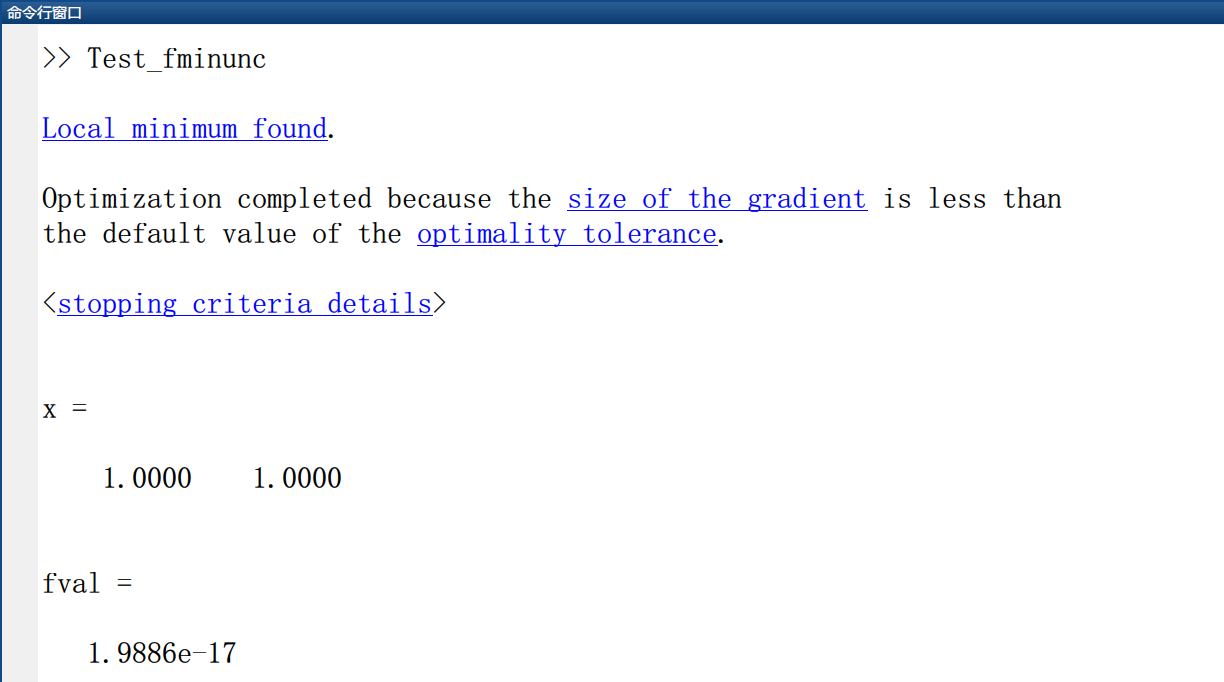 命令行窗口
>> Test_fminunc
Local minimum found.
Optimization completed because the size of the gradient is less than
the default value of the optimality tolerance.
<stopping criteria details>
x =
1.0000    1.0000
fval =
1.9886e-17